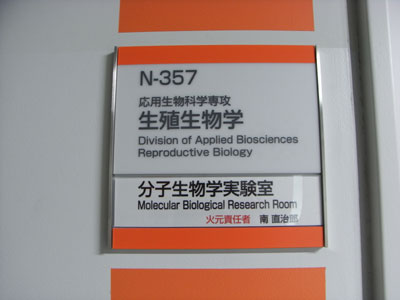 N-357
応用生物科学専攻
生殖生物学
Division of Applied Biosciences
Reproductive Biology
分子生物学実験室
Molecular Biological Research Room
火元責任者 南 直治郎